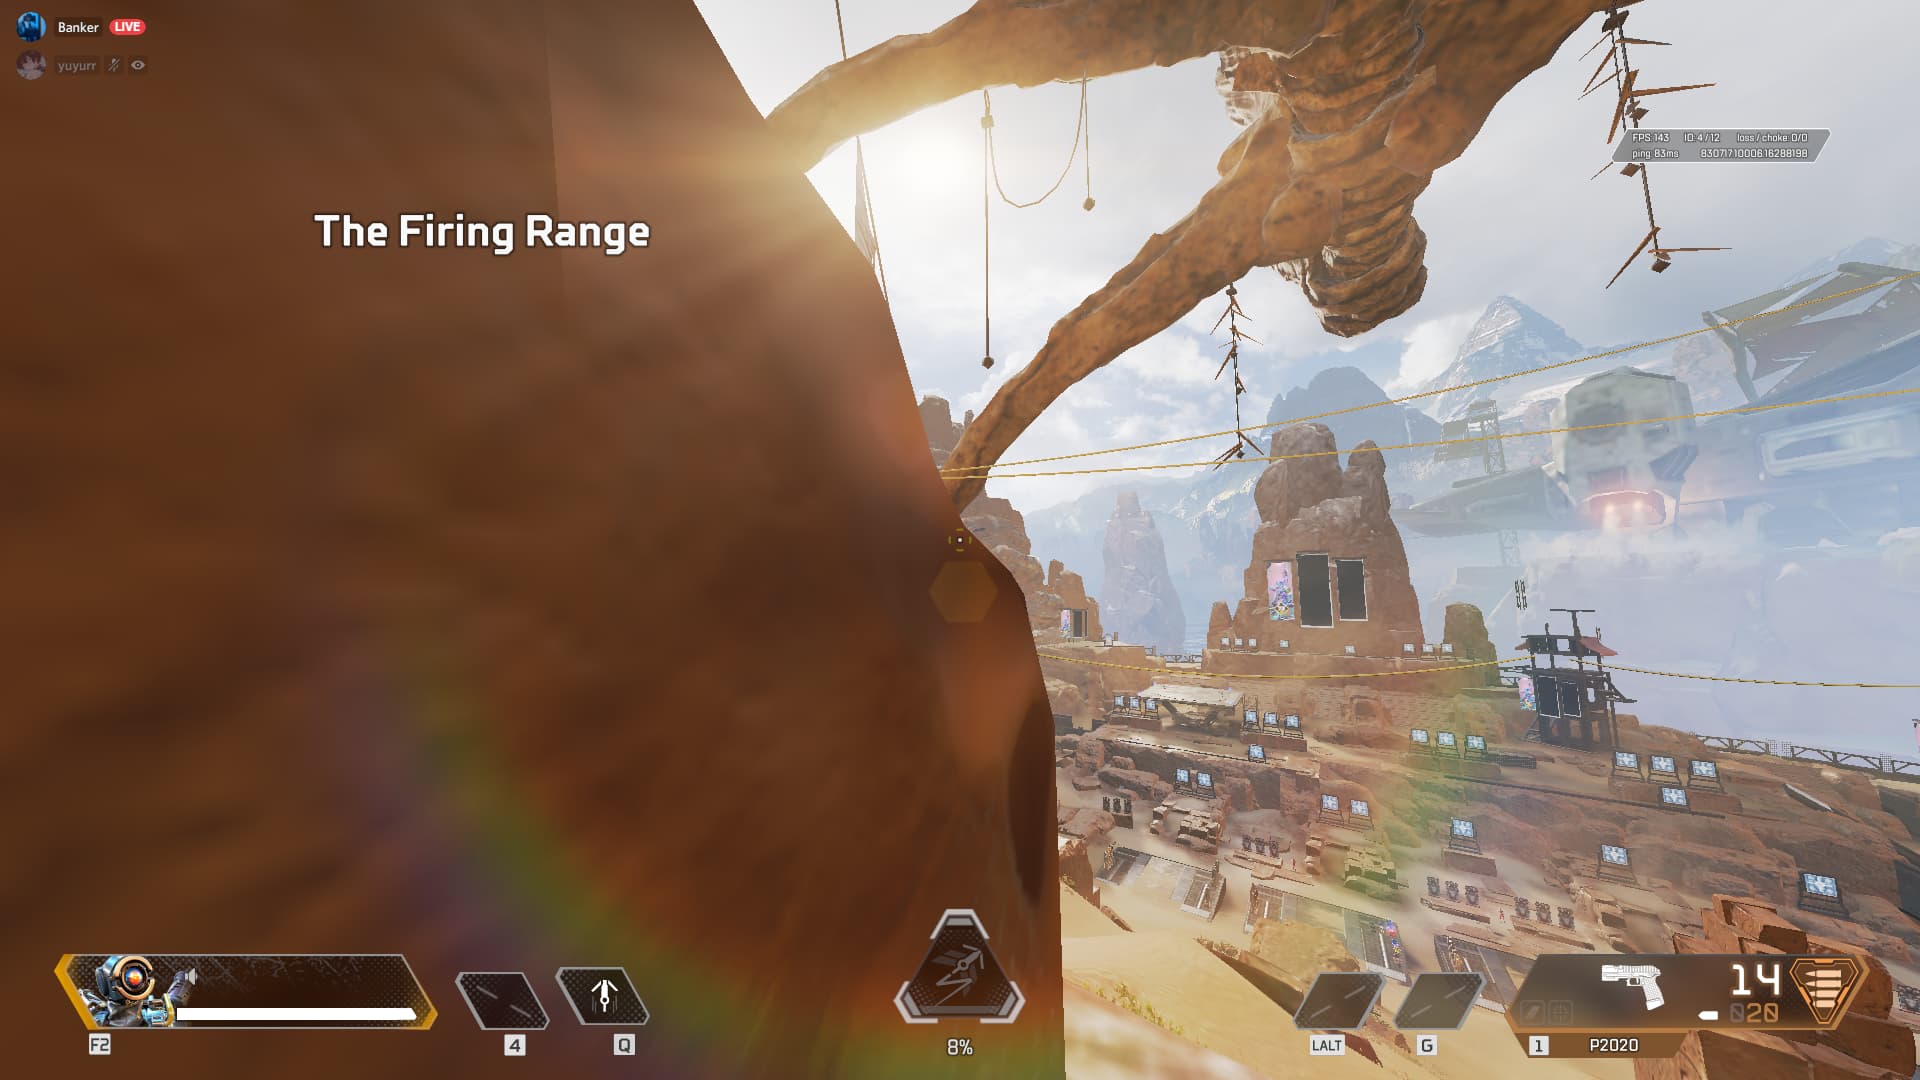 Banker LIVE
yuyurr
FPS:143 ID:4/12 loss/choke:0/0
ping 83ms 8307171000616288198
The Firing Range
F2
4
Q
8%
LALT
G
14
020
1 P2020